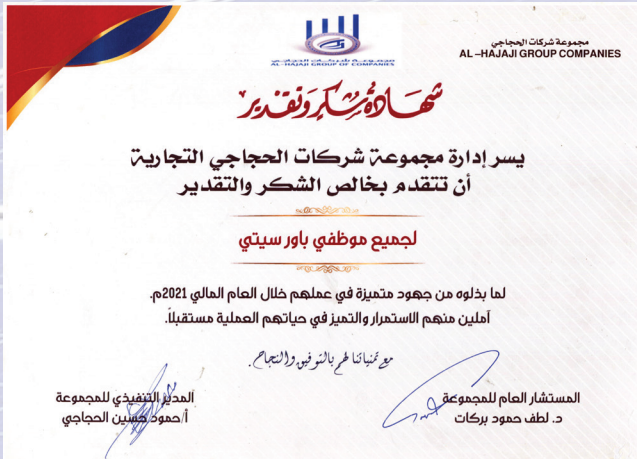 مجموعة شركات الحجاجي
AL-HAJAJI GROUP COMPANIES
مجموعة شركات الحجاجي
AL-HAJAJI GROUP OF COMPANIES
شهادة شكر وتقدير
يسر إدارة مجموعة شركات الحجاجي التجارية
أن تتقدم بخالص الشكر والتقدير
لجميع موظفي باور سيتي
لما بذلوه من جهود متميزة في عملهم خلال العام المالي 2021م.
آملين منهم الاستمرار والتميز في حياتهم العملية مستقبلاً.
مع تمنياتنا لهم بالتوفيق والنجاح.
المستشار العام للمجموعة
د. لطف حمود بركات
المدير التنفيذي للمجموعة
أ/حمود حسين الحجاجي